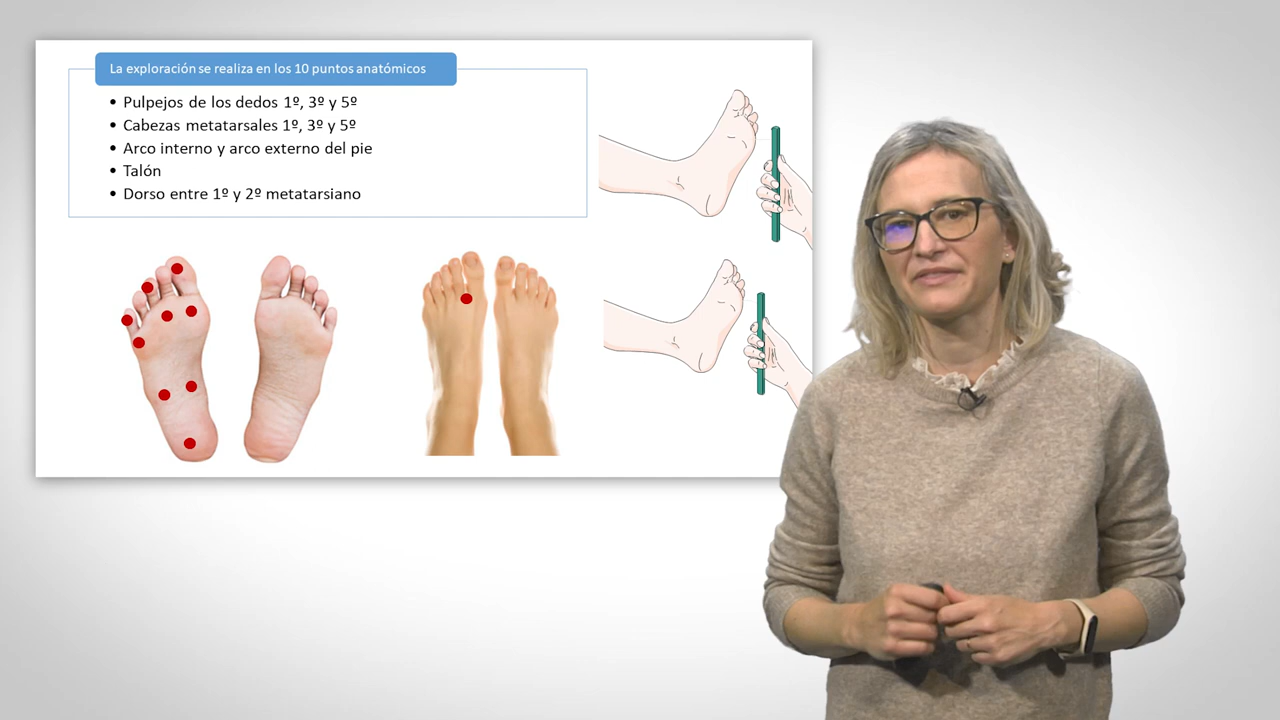 La exploración se realiza en los 10 puntos anatómicos
• Pulpejos de los dedos 1º, 3º y 5º
• Cabezas metatarsales 1º, 3º y 5º
• Arco interno y arco externo del pie
• Talón
• Dorso entre 1º y 2º metatarsiano